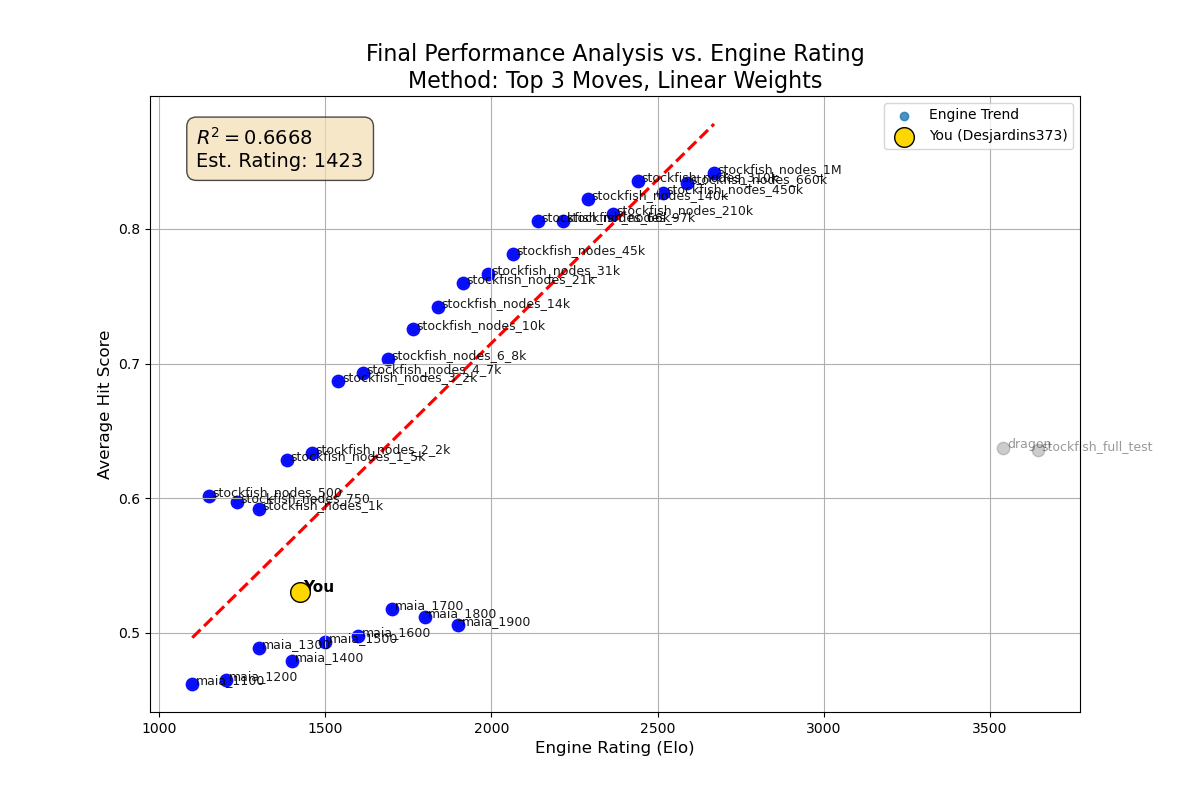 Final Performance Analysis vs. Engine Rating
Method: Top 3 Moves, Linear Weights
R² = 0.6668
Est. Rating: 1423
Engine Trend
You (Desjardins373)
stockfish_nodes_1M
stockfish_nodes_660k
stockfish_nodes_310k
stockfish_nodes_450k
stockfish_nodes_140k
stockfish_nodes_210k
stockfish_nodes_97k
stockfish_nodes_45k
stockfish_nodes_31k
stockfish_nodes_21k
stockfish_nodes_14k
stockfish_nodes_10k
stockfish_nodes_6_8k
stockfish_nodes_4_7k
stockfish_nodes_3_2k
stockfish_nodes_2_2k
stockfish_nodes_1_5k
stockfish_nodes_500
stockfish_nodes_750
stockfish_nodes_1k
dragon
stockfish_full_test
You
maia_1700
maia_1800
maia_1900
maia_1600
maia_1500
maia_1300
maia_1400
maia_1200
maia_1100
0.8
0.7
0.6
0.5
Average Hit Score
1000 1500 2000 2500 3000 3500
Engine Rating (Elo)